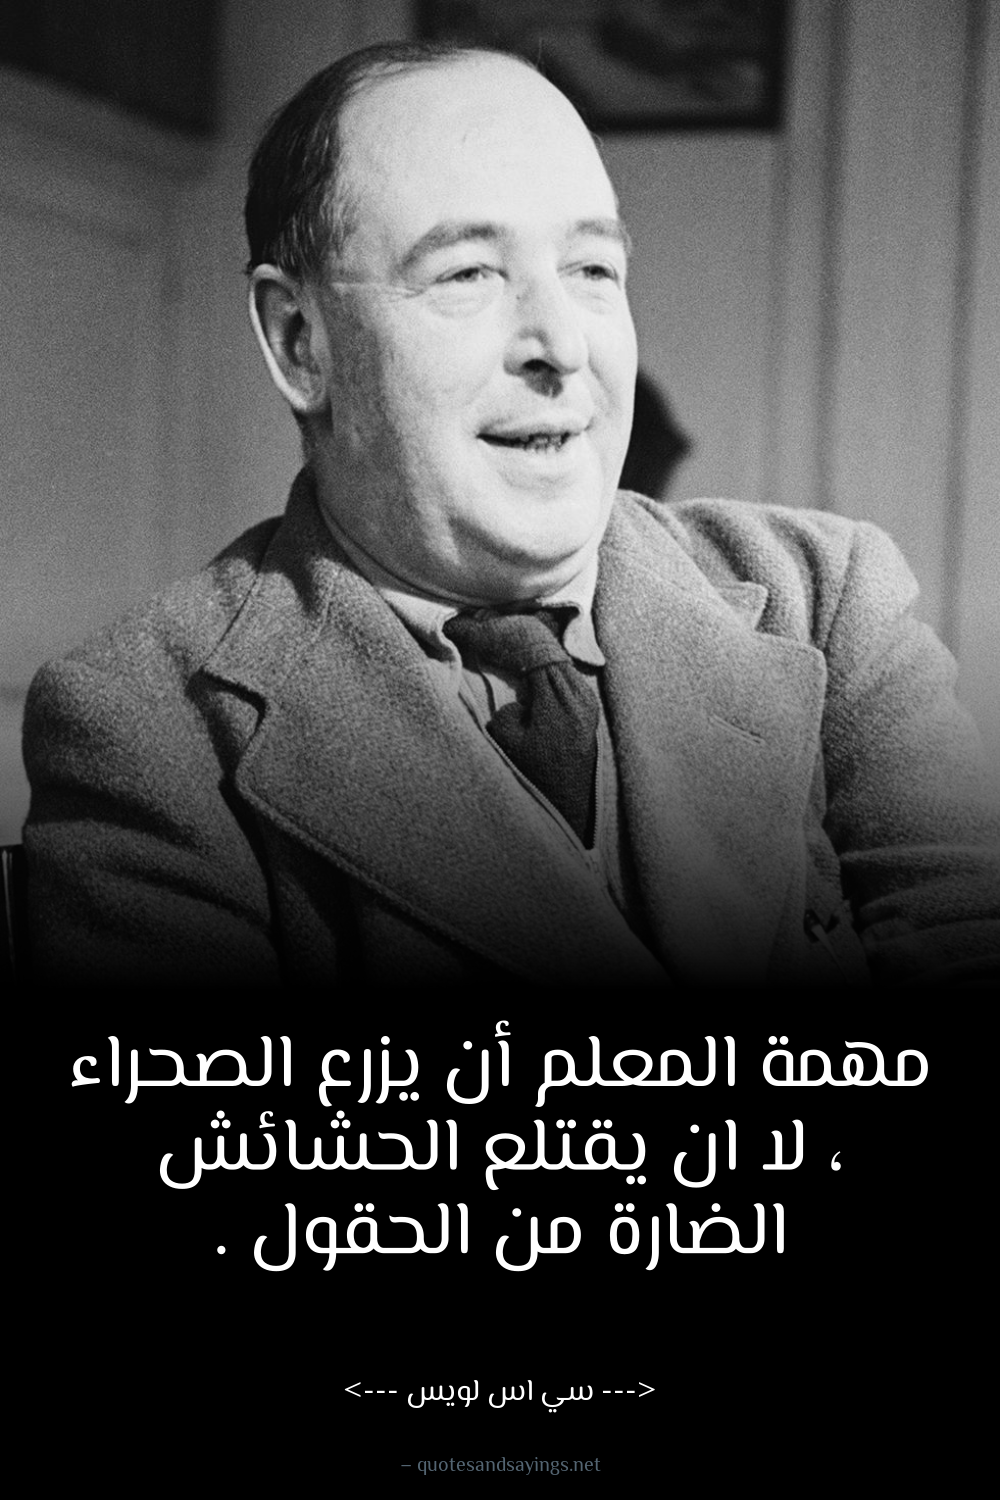 مهمة المعلم أن يزرع الصحراء
، لا ان يقتلع الحشائش
الضارة من الحقول .
<--- سي اس لويس --->
– quotesandsayings.net